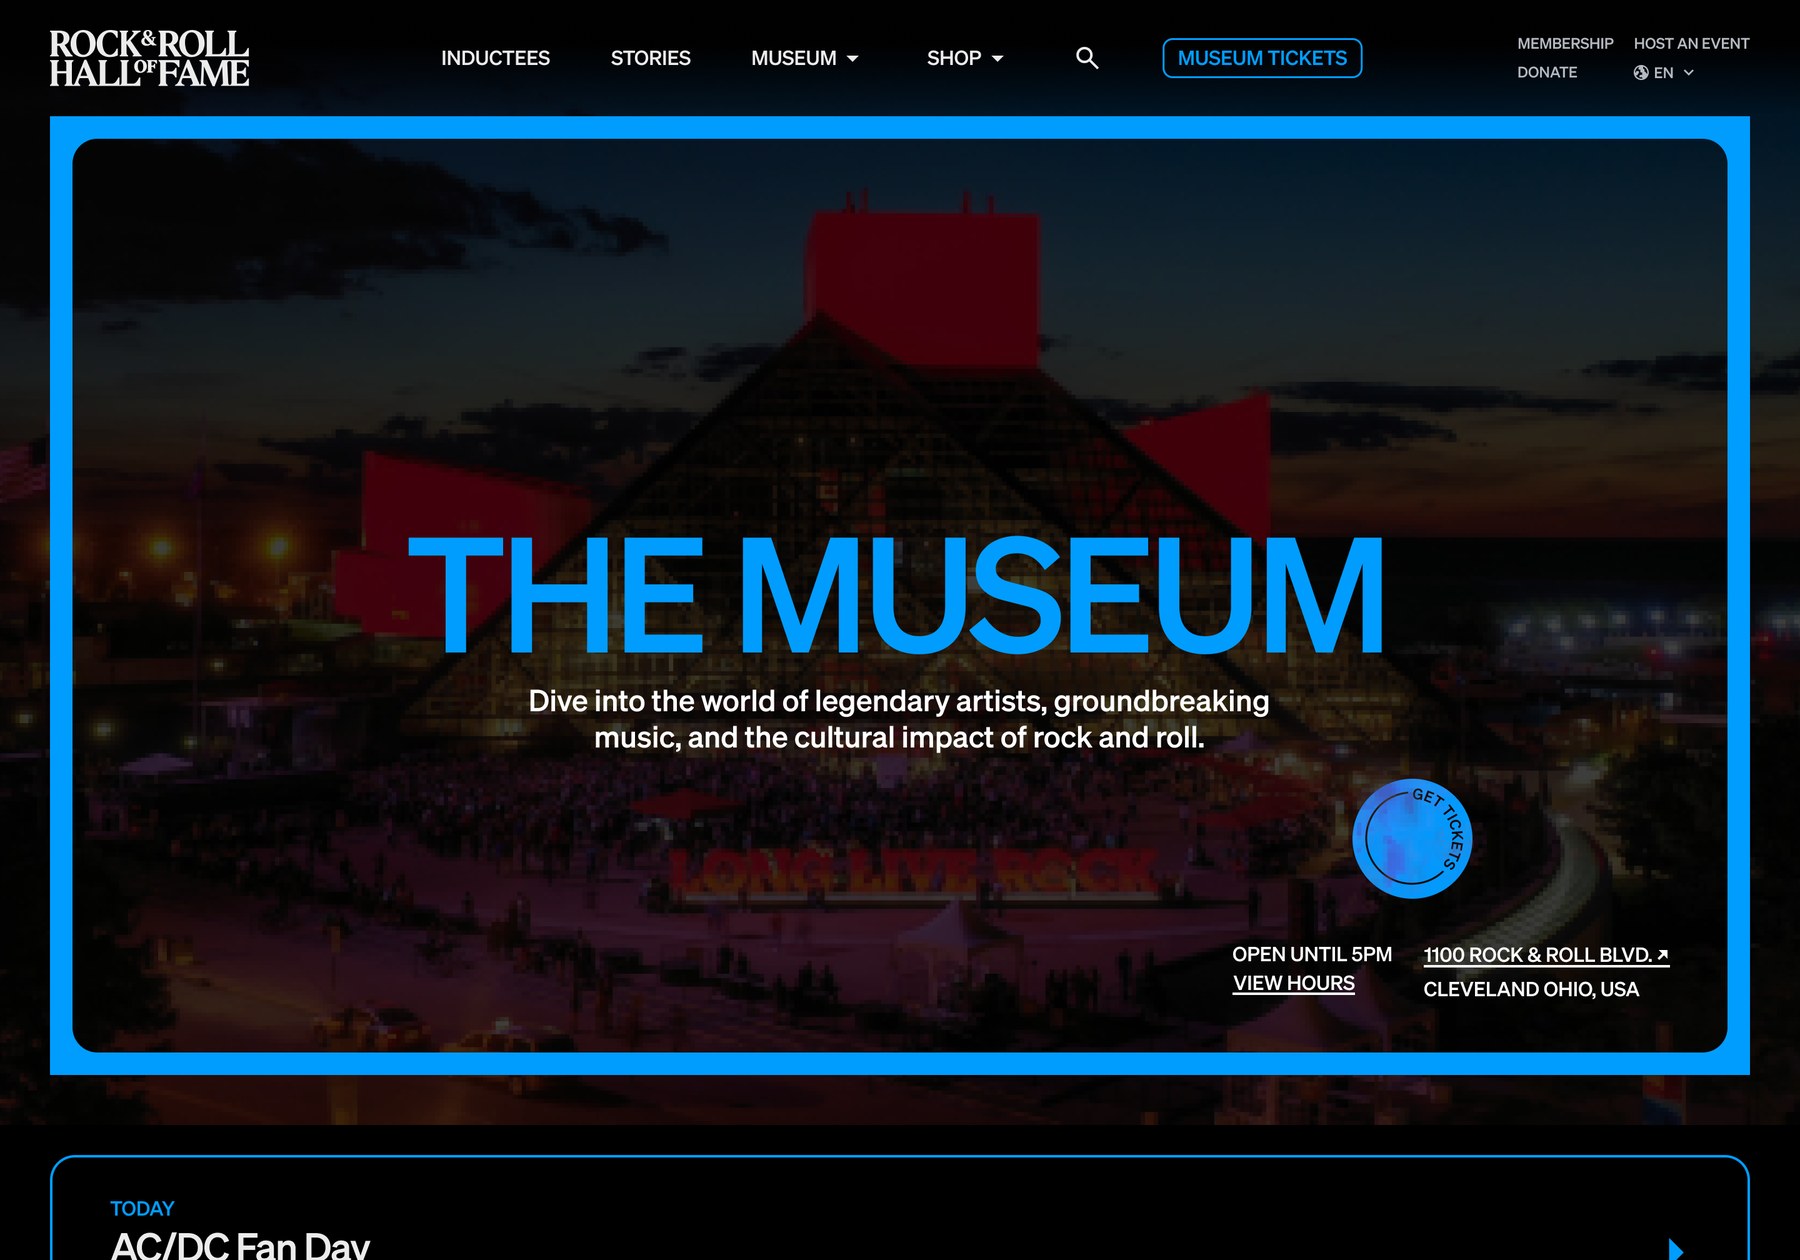 ROCK&ROLL
HALL OF FAME
INDUCTEES
STORIES
MUSEUM
SHOP
MUSEUM TICKETS
MEMBERSHIP
HOST AN EVENT
DONATE
EN
THE MUSEUM
Dive into the world of legendary artists, groundbreaking
music, and the cultural impact of rock and roll.
LONG LIVE ROCK
GET TICKETS
OPEN UNTIL 5PM
VIEW HOURS
1100 ROCK & ROLL BLVD.
CLEVELAND OHIO, USA
TODAY
AC/DC Fan Day